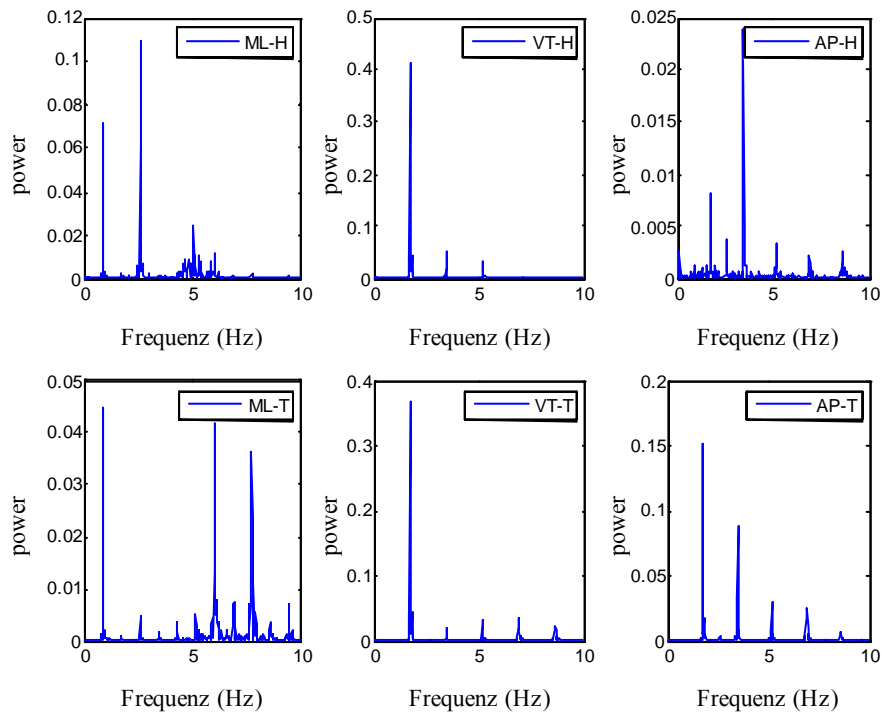 0.12
0.1
0.08
0.06
0.04
0.02
0
power
ML-H
0 5 10
Frequenz (Hz)
0.5
0.4
0.3
0.2
0.1
0
power
VT-H
0 5 10
Frequenz (Hz)
0.025
0.02
0.015
0.01
0.005
0
power
AP-H
0 5 10
Frequenz (Hz)
0.05
0.04
0.03
0.02
0.01
0
power
ML-T
0 5 10
Frequenz (Hz)
0.4
0.3
0.2
0.1
0
power
VT-T
0 5 10
Frequenz (Hz)
0.2
0.15
0.1
0.05
0
power
AP-T
0 5 10
Frequenz (Hz)